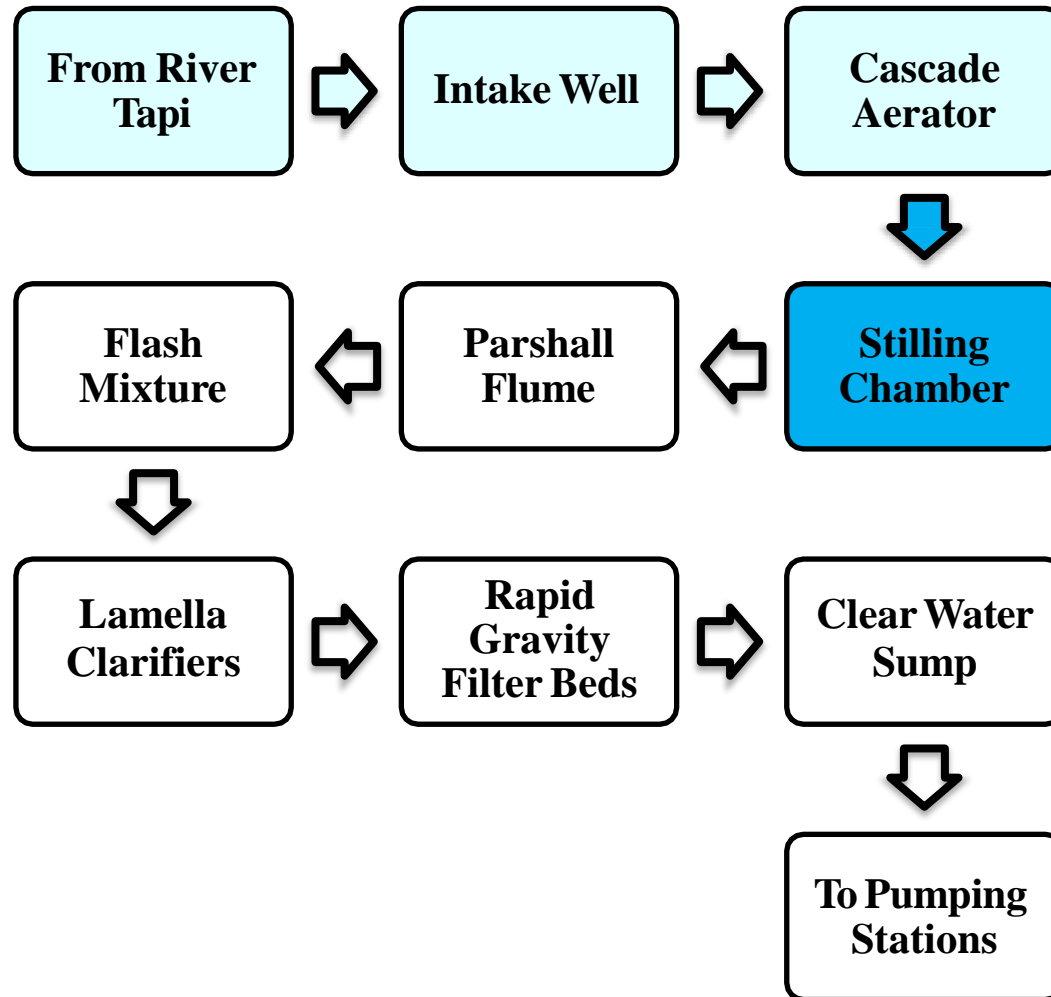 From River
Tapi
Intake Well
Cascade
Aerator
Stilling
Chamber
Parshall
Flume
Flash
Mixture
Lamella
Clarifiers
Rapid
Gravity
Filter Beds
Clear Water
Sump
To Pumping
Stations